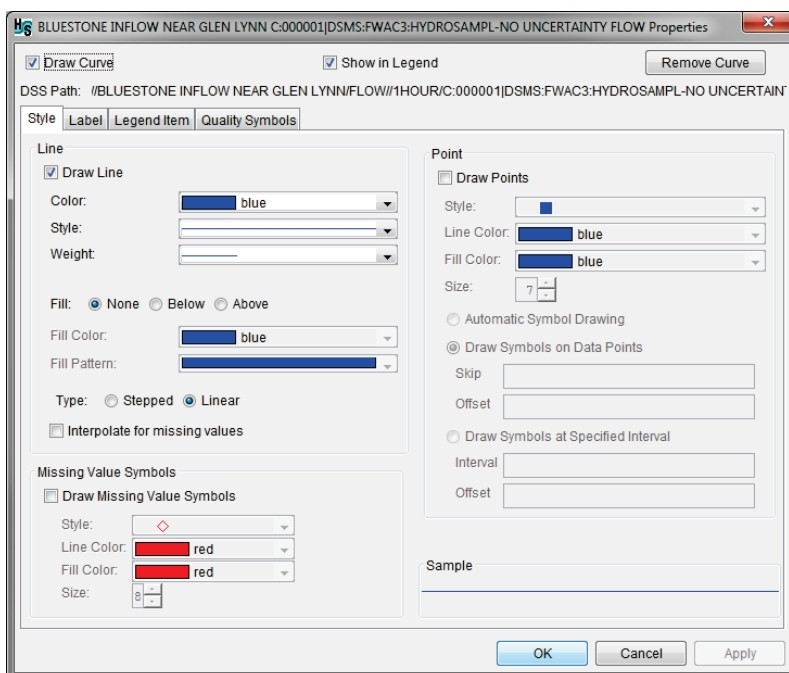 BLUESTONE INFLOW NEAR GLEN LYNN C:000001|DSMS:FWAC3:HYDROSAMPL-NO UNCERTAINTY FLOW Properties
Draw Curve
Show in Legend
Remove Curve
DSS Path: //BLUESTONE INFLOW NEAR GLEN LYNN/FLOW//1HOUR/C:000001|DSMS:FWAC3:HYDROSAMPL-NO UNCERTAINT
Style Label Legend Item Quality Symbols
Line
Draw Line
Color: blue
Style:
Weight:
Fill: None Below Above
Fill Color: blue
Fill Pattern:
Type: Stepped Linear
Interpolate for missing values
Missing Value Symbols
Draw Missing Value Symbols
Style:
Line Color: red
Fill Color: red
Size: 8
Point
Draw Points
Style:
Line Color: blue
Fill Color: blue
Size: 7
Automatic Symbol Drawing
Draw Symbols on Data Points
Skip
Offset
Draw Symbols at Specified Interval
Interval
Offset
Sample
OK Cancel Apply